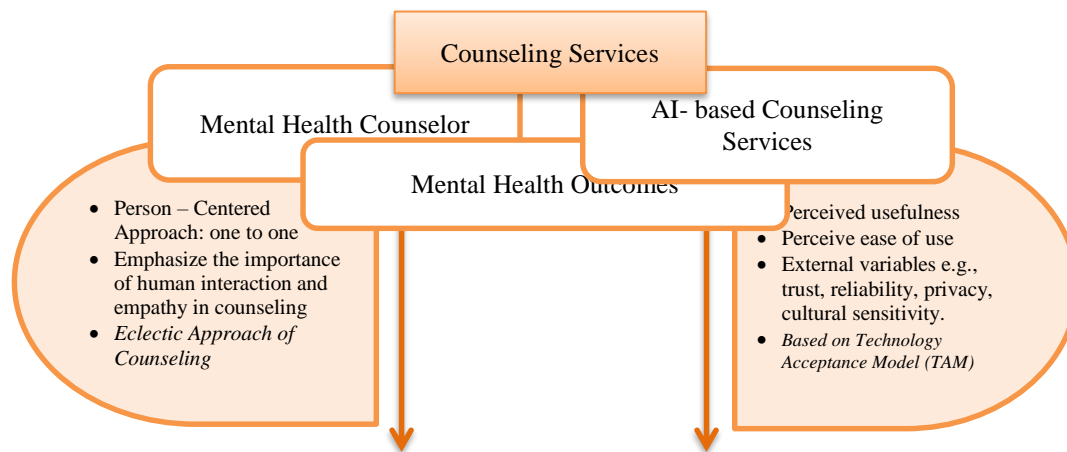 Counseling Services
Mental Health Counselor
AI- based Counseling
Services
Mental Health Outcomes
• Person – Centered
Approach: one to one
• Emphasize the importance
of human interaction and
empathy in counseling
• Eclectic Approach of
Counseling
Perceived usefulness
• Perceive ease of use
• External variables e.g.,
trust, reliability, privacy,
cultural sensitivity.
• Based on Technology
Acceptance Model (TAM)